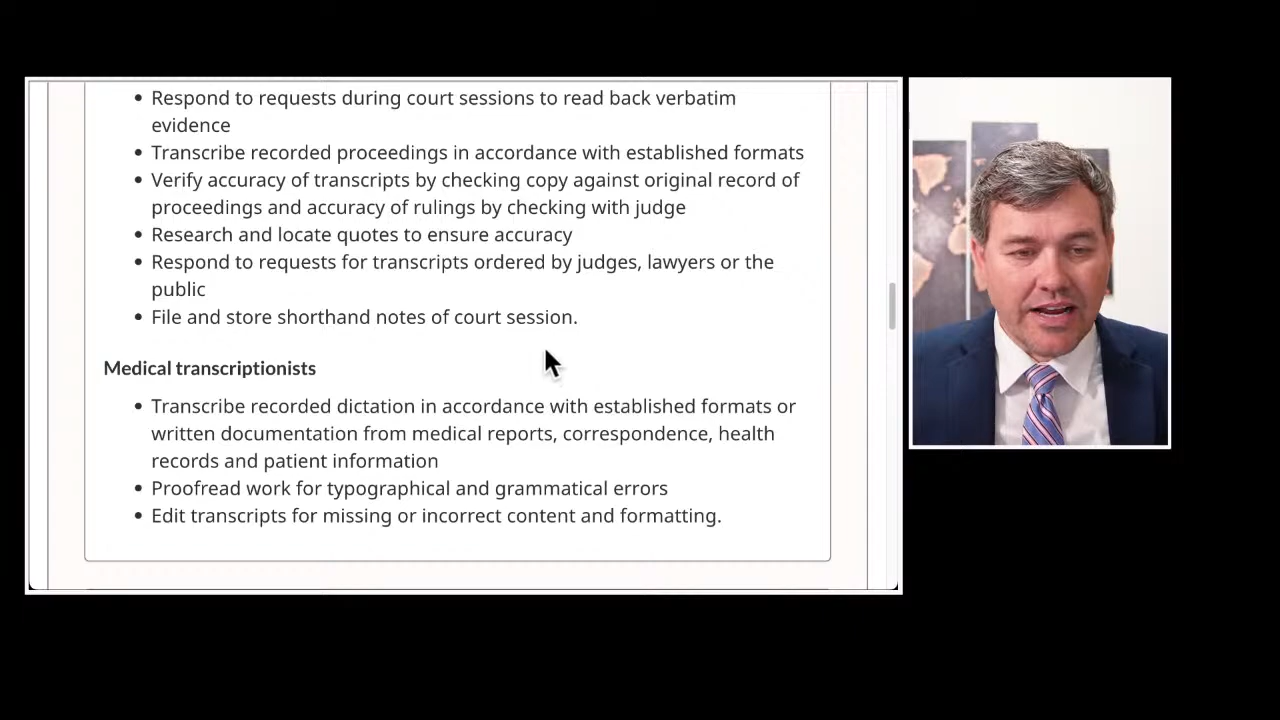 Respond to requests during court sessions to read back verbatim
evidence
Transcribe recorded proceedings in accordance with established formats
Verify accuracy of transcripts by checking copy against original record of
proceedings and accuracy of rulings by checking with judge
Research and locate quotes to ensure accuracy
Respond to requests for transcripts ordered by judges, lawyers or the
public
File and store shorthand notes of court session.
Medical transcriptionists
Transcribe recorded dictation in accordance with established formats or
written documentation from medical reports, correspondence, health
records and patient information
Proofread work for typographical and grammatical errors
Edit transcripts for missing or incorrect content and formatting.